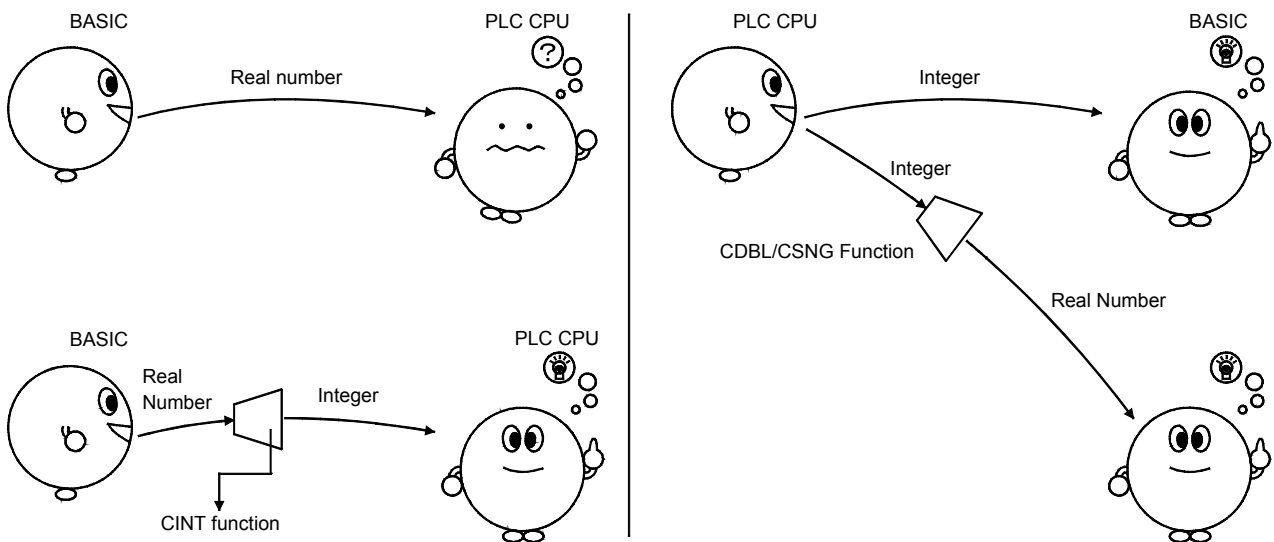 BASIC
PLC CPU
?
Real number
BASIC
PLC CPU
Real
Number
Integer
CINT function
PLC CPU
BASIC
Integer
Integer
CDBL/CSNG Function
Real Number